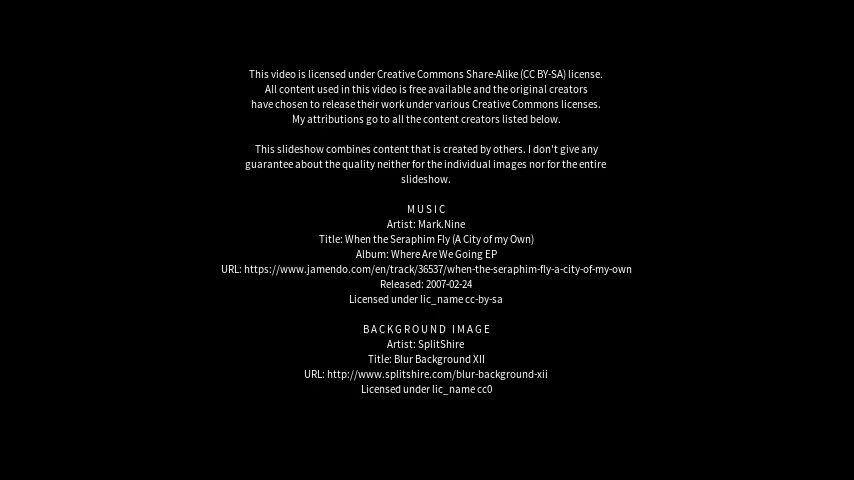 This video is licensed under Creative Commons Share-Alike (CC BY-SA) license.
All content used in this video is free available and the original creators
have chosen to release their work under various Creative Commons licenses.
My attributions go to all the content creators listed below.
This slideshow combines content that is created by others. I don't give any
guarantee about the quality neither for the individual images nor for the entire
slideshow.
MUSIC
Artist: Mark.Nine
Title: When the Seraphim Fly (A City of my Own)
Album: Where Are We Going EP
URL: https://www.jamendo.com/en/track/36537/when-the-seraphim-fly-a-city-of-my-own
Released: 2007-02-24
Licensed under lic_name cc-by-sa
BACKGROUND IMAGE
Artist: SplitShire
Title: Blur Background XII
URL: http://www.splitshire.com/blur-background-xii
Licensed under lic_name cc0